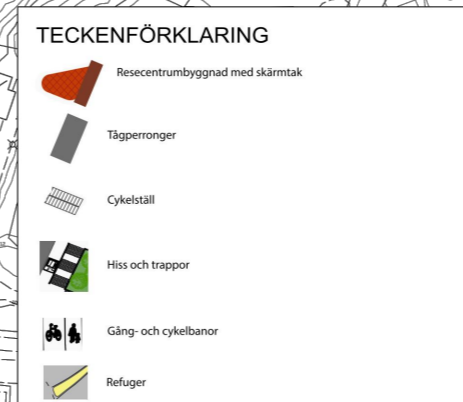 TECKENFÖRKLARING
Resecentrumbyggnad med skärmtak
Tågperronger
Cykelställ
Hiss och trappor
Gång- och cykelbanor
Refuger